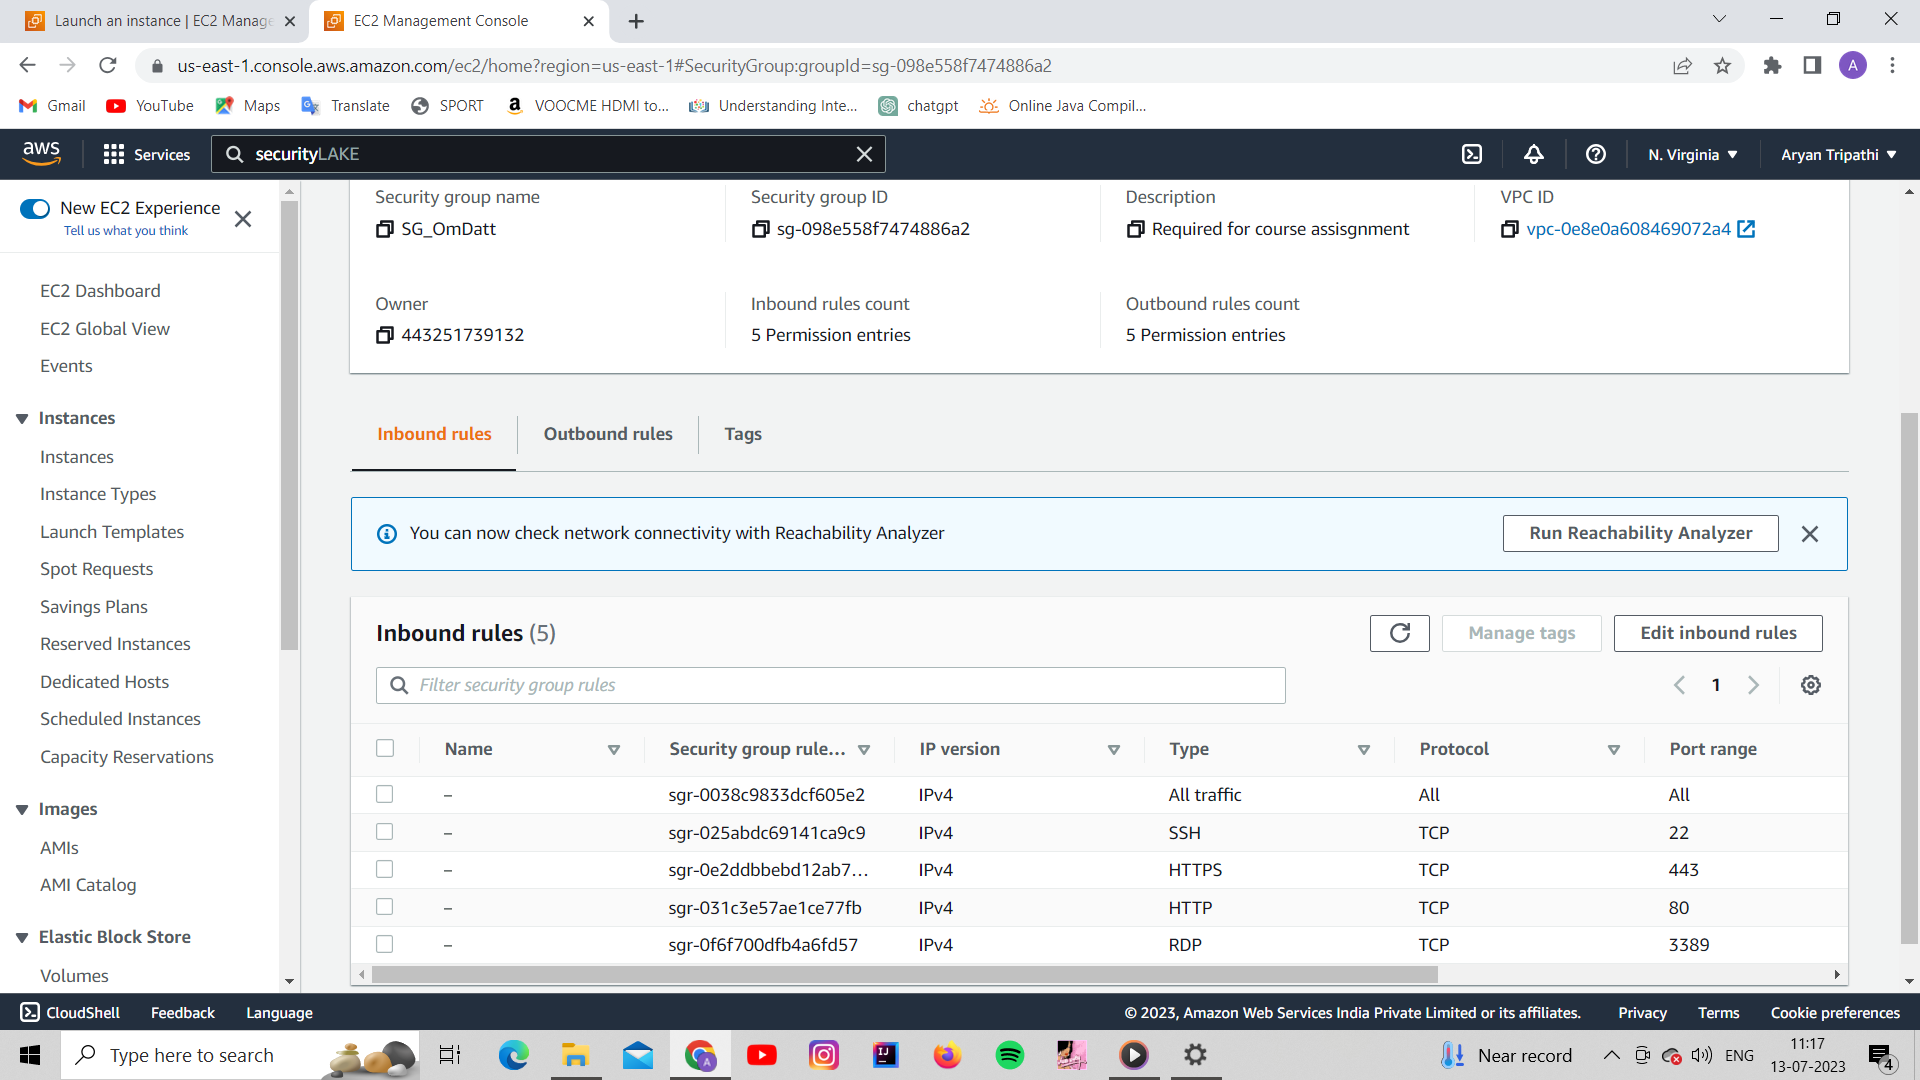 Launch an instance | EC2 Manage
EC2 Management Console
us-east-1.console.aws.amazon.com/ec2/home?region=us-east-1#SecurityGroup:groupId=sg-098e558f7474886a2
A
Gmail YouTube Maps Translate SPORT VOOCME HDMI to... Understanding Inte... chatgpt Online Java Compil...
aws Services securityLAKE N. Virginia Aryan Tripathi
New EC2 Experience
Tell us what you think
EC2 Dashboard
EC2 Global View
Events
Instances
Instances
Instance Types
Launch Templates
Spot Requests
Savings Plans
Reserved Instances
Dedicated Hosts
Scheduled Instances
Capacity Reservations
Images
AMIs
AMI Catalog
Elastic Block Store
Volumes
Security group name Security group ID Description VPC ID
SG_OmDatt sg-098e558f7474886a2 Required for course assisgnment vpc-0e8e0a608469072a4
Owner Inbound rules count Outbound rules count
443251739132 5 Permission entries 5 Permission entries
Inbound rules Outbound rules Tags
You can now check network connectivity with Reachability Analyzer Run Reachability Analyzer
Inbound rules (5) Manage tags Edit inbound rules
Filter security group rules 1
Name Security group rule... IP version Type Protocol Port range
– sgr-0038c9833dcf605e2 IPv4 All traffic All All
– sgr-025abdc69141ca9c9 IPv4 SSH TCP 22
– sgr-0e2ddbbebd12ab7... IPv4 HTTPS TCP 443
– sgr-031c3e57ae1ce77fb IPv4 HTTP TCP 80
– sgr-0f6f700dfb4a6fd57 IPv4 RDP TCP 3389
CloudShell Feedback Language © 2023, Amazon Web Services India Private Limited or its affiliates. Privacy Terms Cookie preferences
Type here to search A IJ Near record ENG 11:17
13-07-2023 4